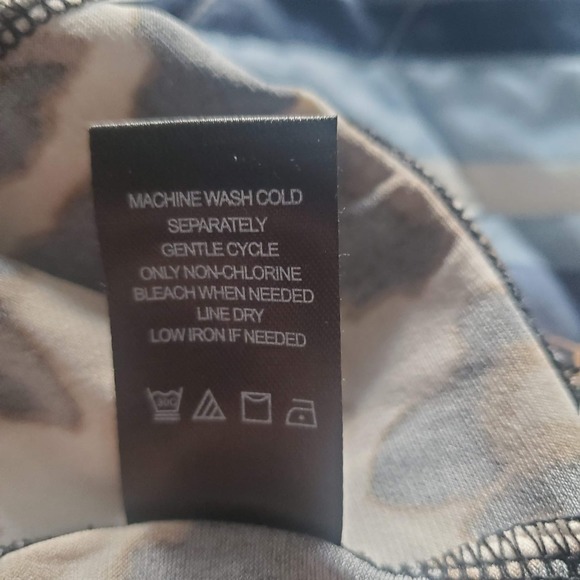 MACHINE WASH COLD
SEPARATELY
GENTLE CYCLE
ONLY NON-CHLORINE
BLEACH WHEN NEEDED
LINE DRY
LOW IRON IF NEEDED